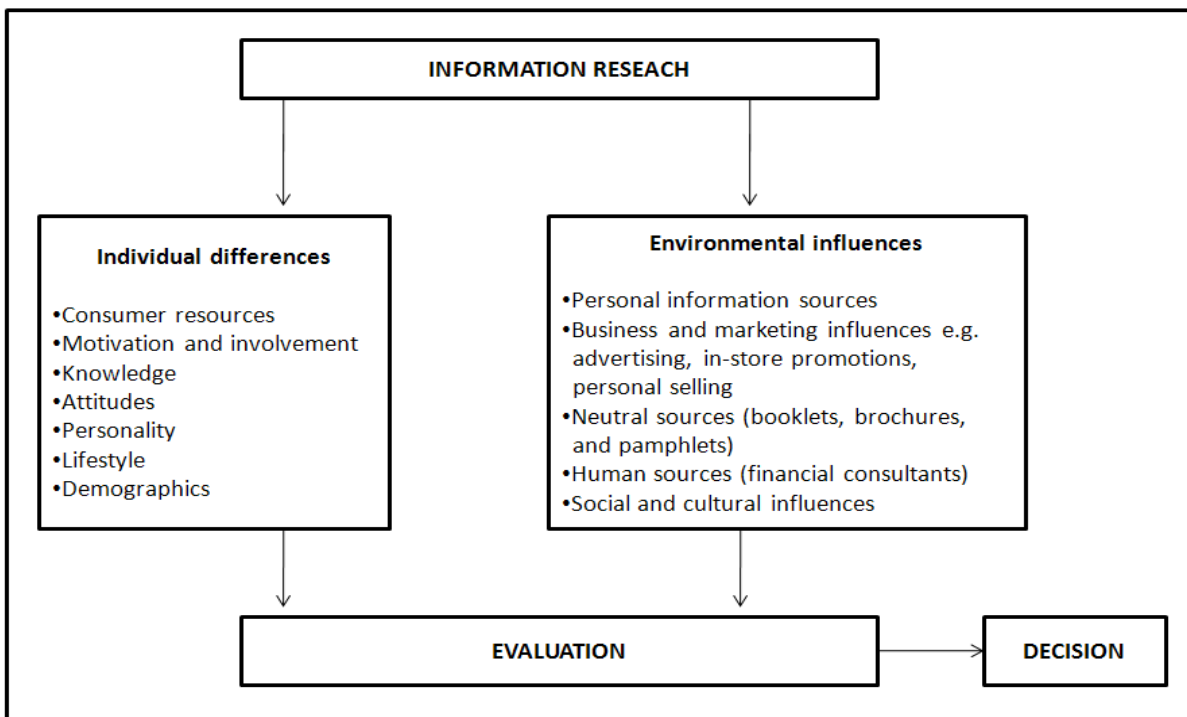 INFORMATION RESEACH
Individual differences
•Consumer resources
•Motivation and involvement
•Knowledge
•Attitudes
•Personality
•Lifestyle
•Demographics
Environmental influences
•Personal information sources
•Business and marketing influences e.g.
advertising, in-store promotions,
personal selling
•Neutral sources (booklets, brochures,
and pamphlets)
•Human sources (financial consultants)
•Social and cultural influences
EVALUATION
DECISION